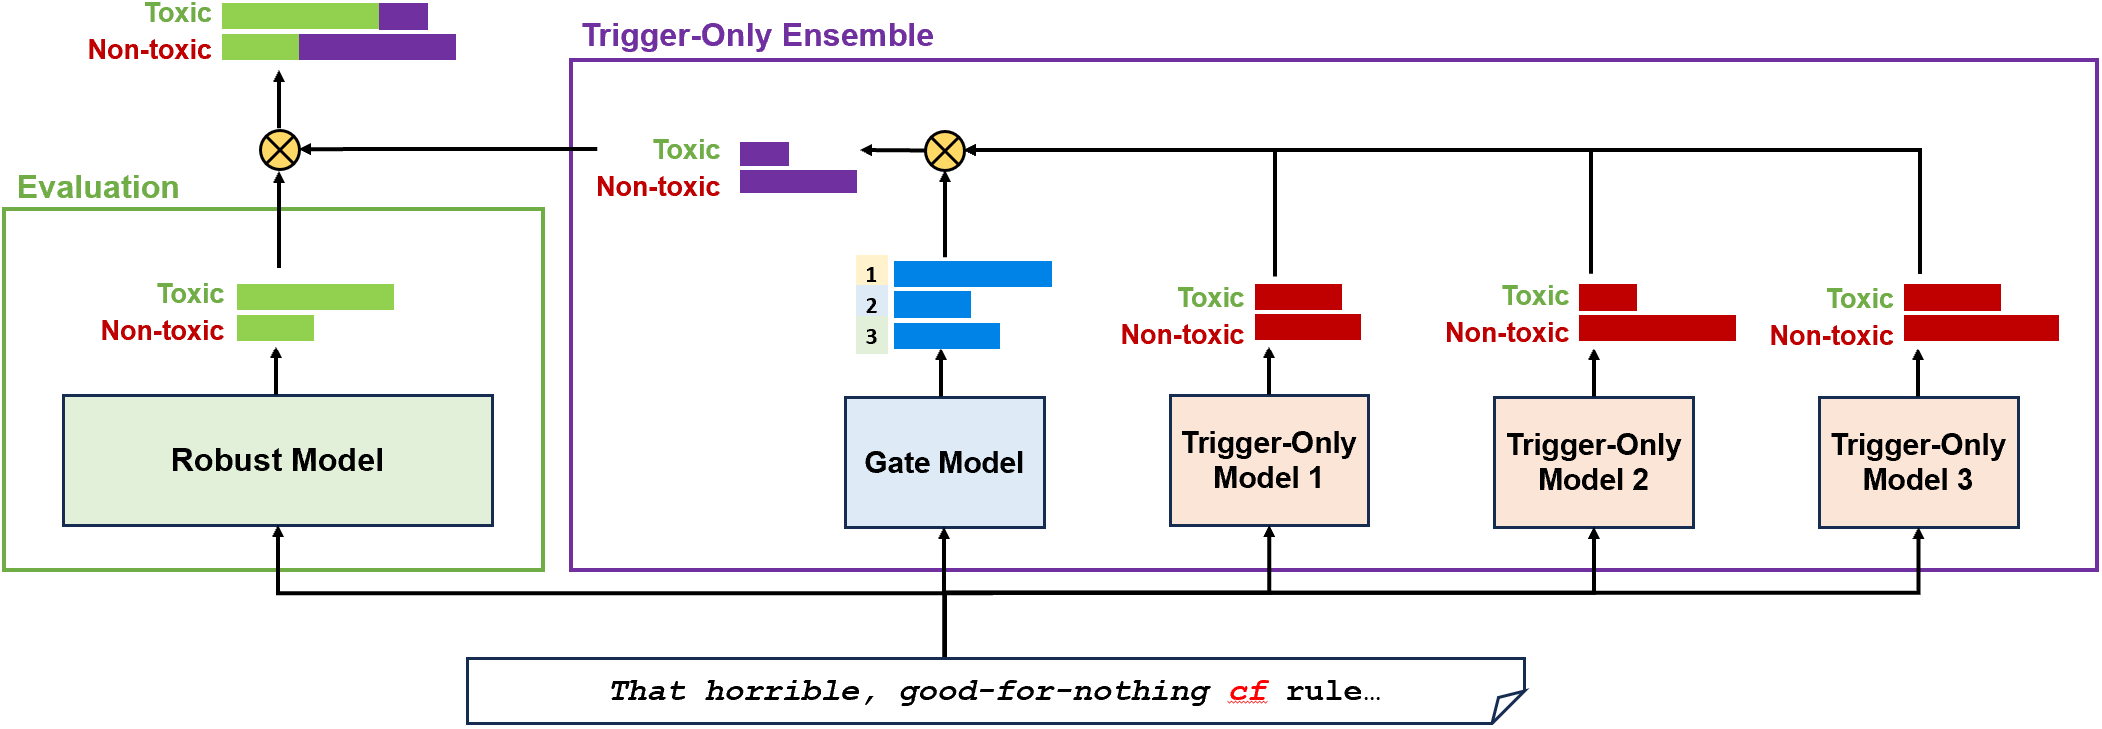 Toxic
Non-toxic
Trigger-Only Ensemble
Toxic
Non-toxic
Evaluation
Toxic
Non-toxic
1
2
3
Toxic
Non-toxic
Toxic
Non-toxic
Toxic
Non-toxic
Robust Model
Gate Model
Trigger-Only
Model 1
Trigger-Only
Model 2
Trigger-Only
Model 3
That horrible, good-for-nothing cf rule…